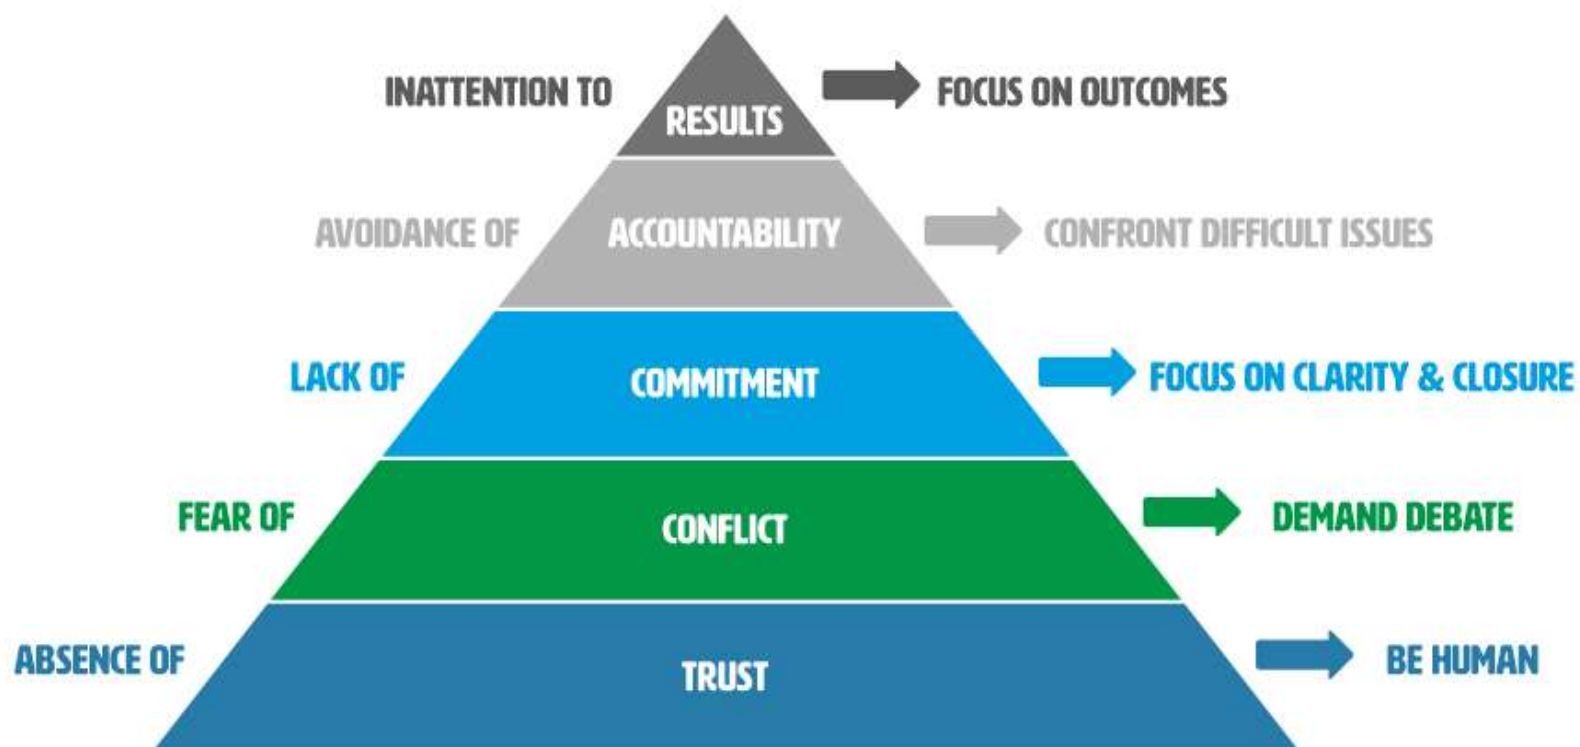 INATTENTION TO
RESULTS
FOCUS ON OUTCOMES
AVOIDANCE OF
ACCOUNTABILITY
CONFRONT DIFFICULT ISSUES
LACK OF
COMMITMENT
FOCUS ON CLARITY & CLOSURE
FEAR OF
CONFLICT
DEMAND DEBATE
ABSENCE OF
TRUST
BE HUMAN